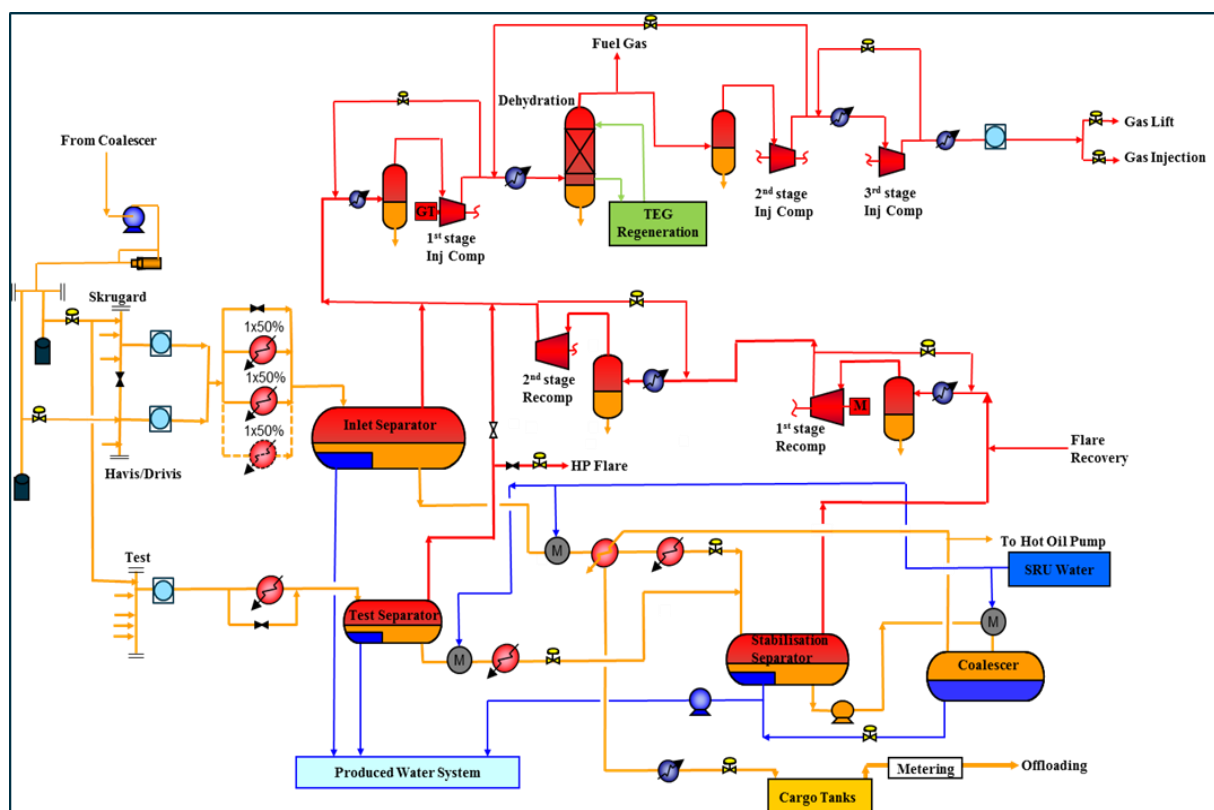 Fuel Gas
Dehydration
From Coalescer
Gas Lift
Gas Injection
2nd stage
Inj Comp
3rd stage
Inj Comp
GT
1st stage
Inj Comp
TEG
Regeneration
Skrugard
1x50%
1x50%
1x50%
2nd stage
Recomp
M
1st stage
Recomp
Inlet Separator
Flare
Recovery
Havis/Drivis
HP Flare
M
To Hot Oil Pump
SRU Water
Test
Test Separator
M
M
Stabilisation
Separator
Coalescer
Produced Water System
Metering
Offloading
Cargo Tanks